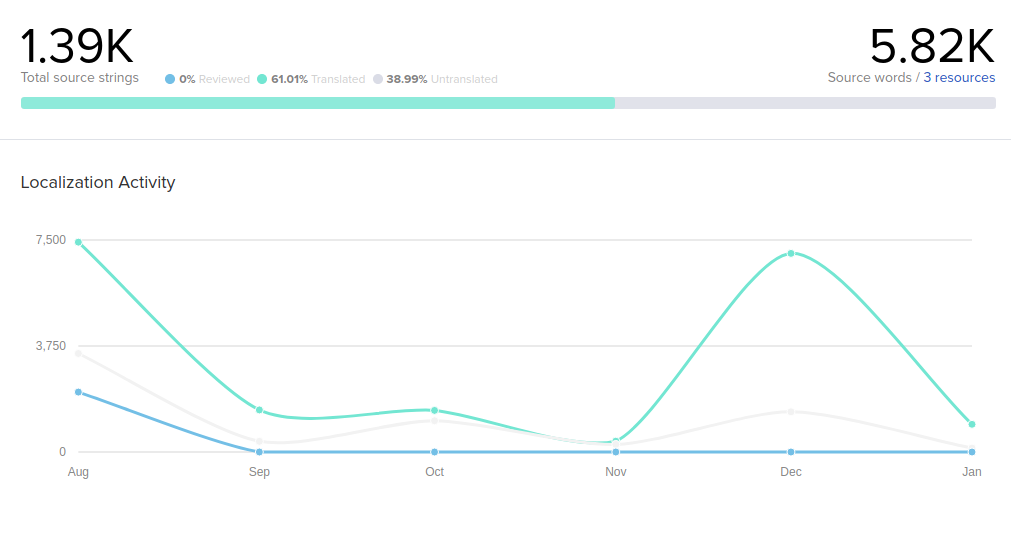 1.39K
5.82K
Total source strings
0% Reviewed 61.01% Translated 38.99% Untranslated
Source words / 3 resources
Localization Activity
7,500
3,750
0
Aug Sep Oct Nov Dec Jan